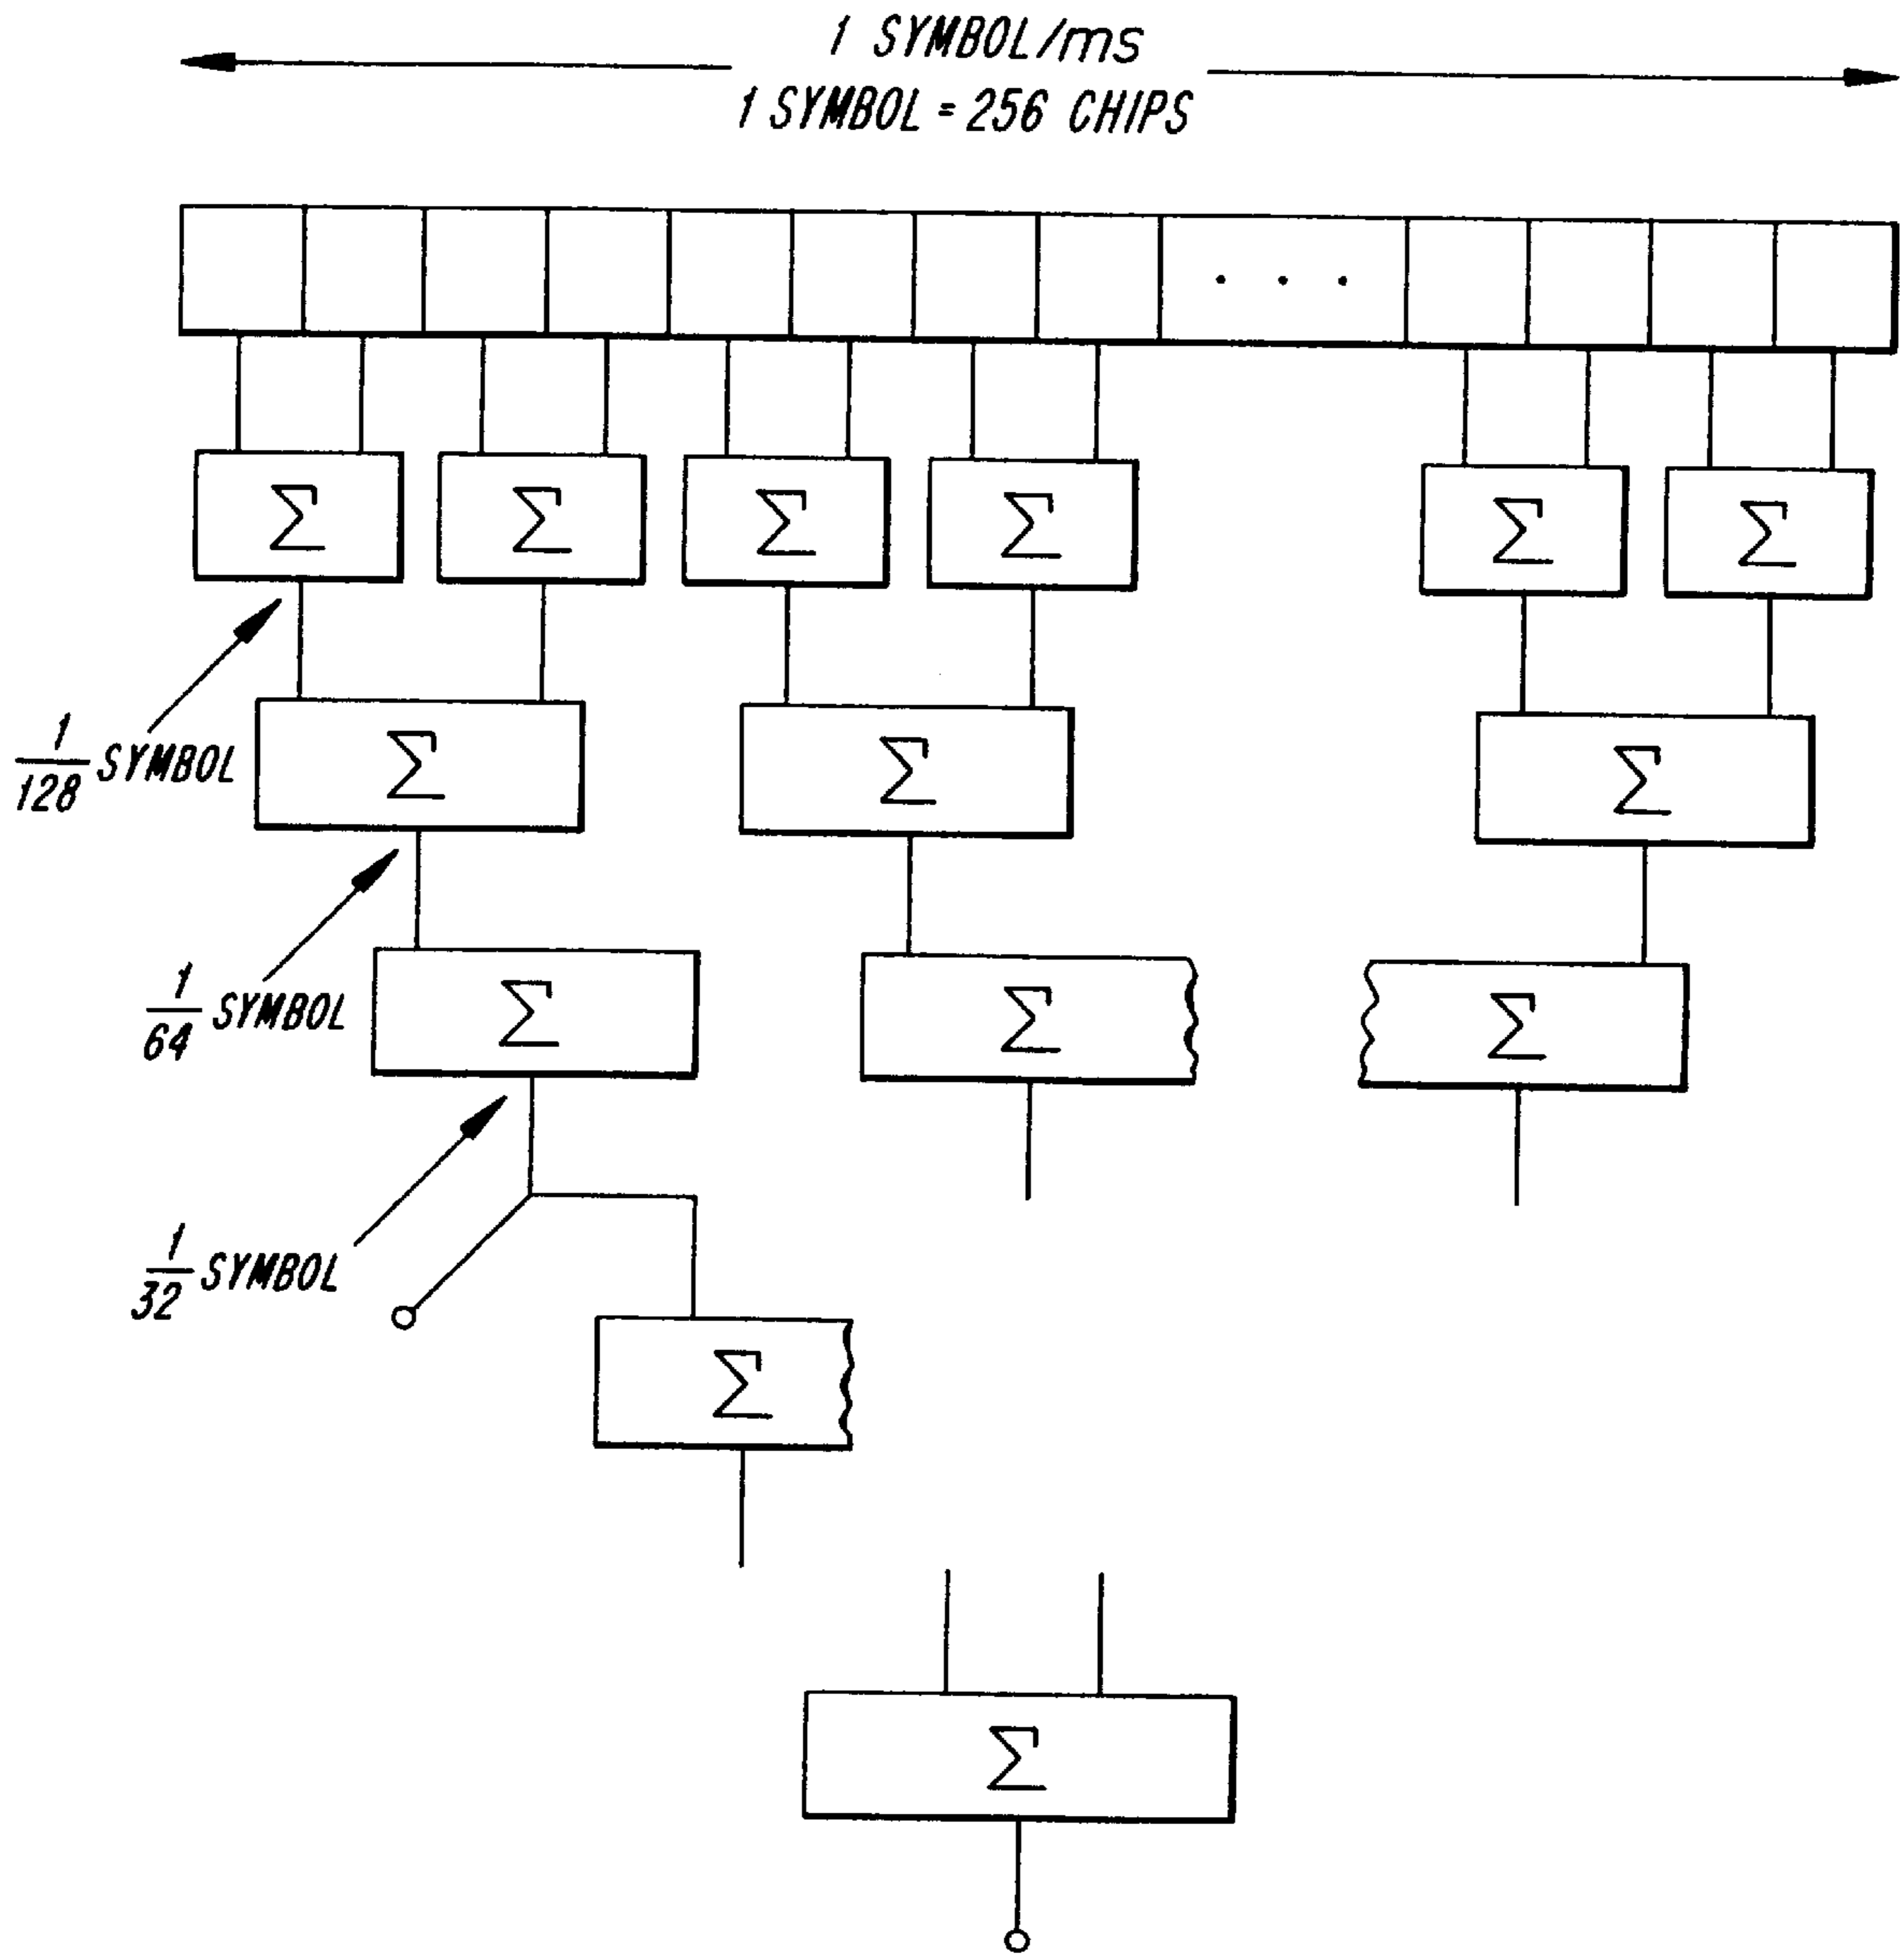 1 SYMBOL/ms
1 SYMBOL = 256 CHIPS
. . .
Σ Σ Σ Σ Σ Σ
1/128 SYMBOL
Σ Σ Σ
1/64 SYMBOL
Σ Σ Σ
1/32 SYMBOL
Σ
Σ